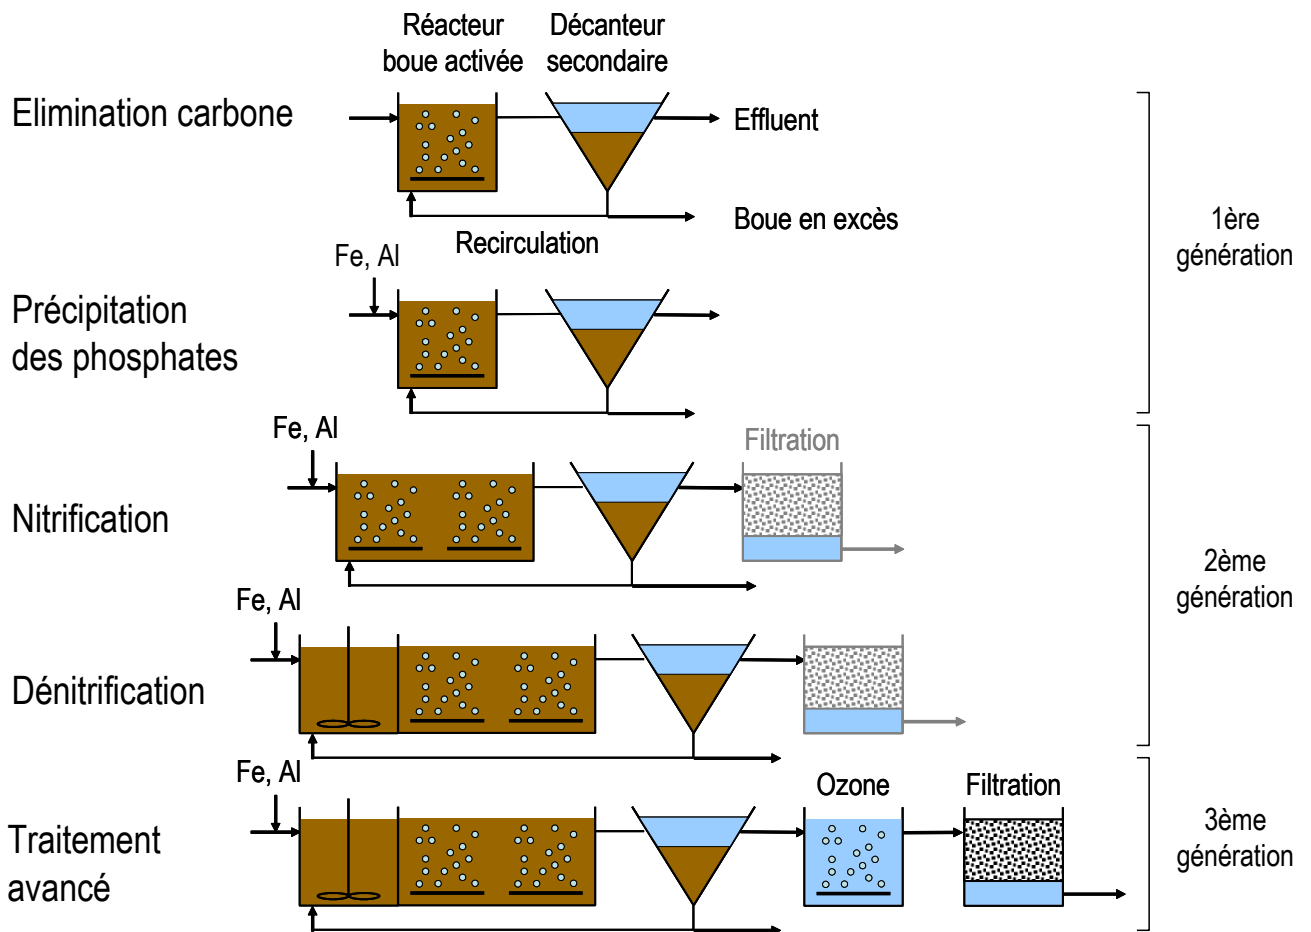 Réacteur
boue activée
Décanteur
secondaire
Elimination carbone
Effluent
Boue en excès
Recirculation
1ère
génération
Fe, Al
Précipitation
des phosphates
Fe, Al
Filtration
Nitrification
2ème
génération
Fe, Al
Dénitrification
Fe, Al
Ozone
Filtration
Traitement
avancé
3ème
génération